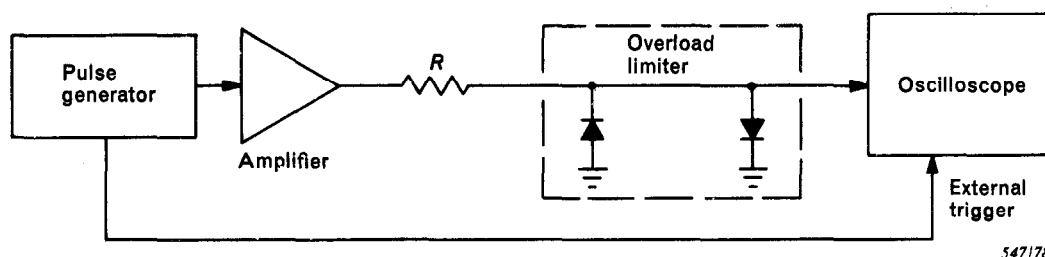 Pulse
generator
Amplifier
R
Overload
limiter
Oscilloscope
External
trigger
547178